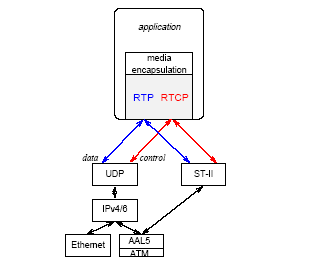 application
media
encapsulation
RTP RTCP
data control
UDP ST-II
IPv4/6
Ethernet AAL5
ATM